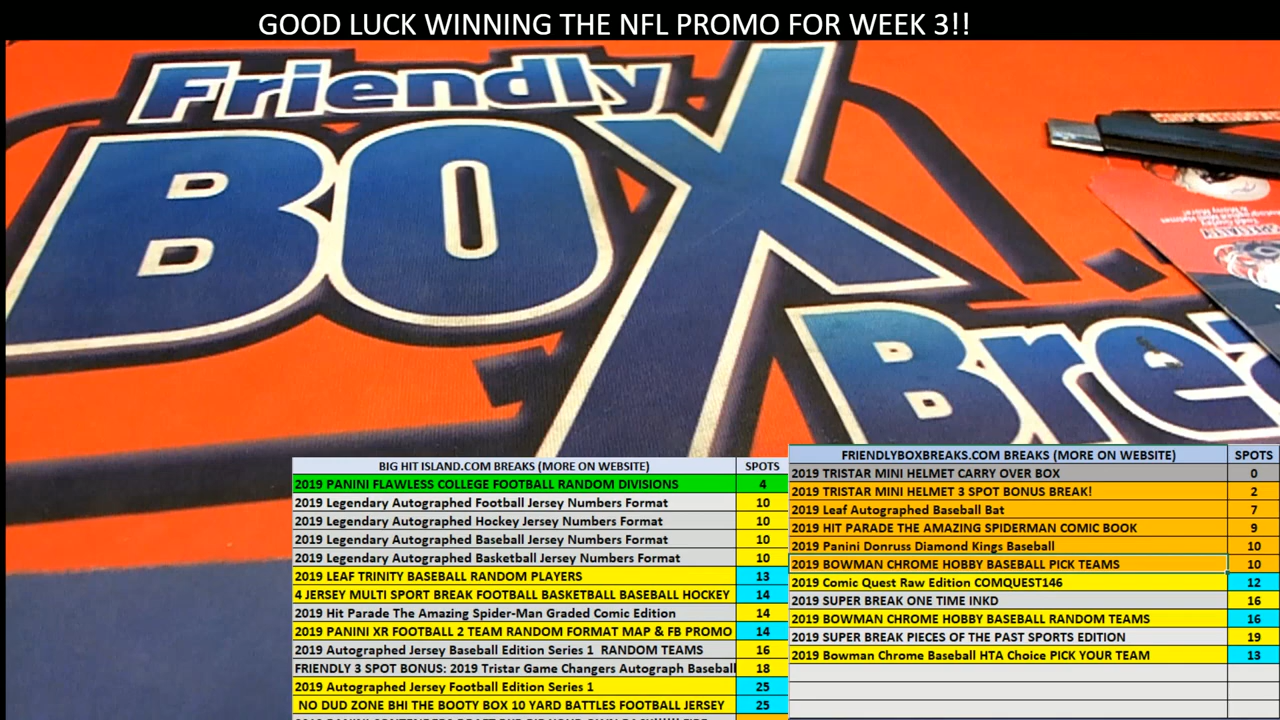 GOOD LUCK WINNING THE NFL PROMO FOR WEEK 3!!
Friendly
BOX
Brea
SPECIALTY
BIG HIT ISLAND.COM BREAKS (MORE ON WEBSITE) SPOTS
2019 PANINI FLAWLESS COLLEGE FOOTBALL RANDOM DIVISIONS 4
2019 Legendary Autographed Football Jersey Numbers Format 10
2019 Legendary Autographed Hockey Jersey Numbers Format 10
2019 Legendary Autographed Baseball Jersey Numbers Format 10
2019 Legendary Autographed Basketball Jersey Numbers Format 10
2019 LEAF TRINITY BASEBALL RANDOM PLAYERS 13
4 JERSEY MULTI SPORT BREAK FOOTBALL BASKETBALL BASEBALL HOCKEY 14
2019 Hit Parade The Amazing Spider-Man Graded Comic Edition 14
2019 PANINI XR FOOTBALL 2 TEAM RANDOM FORMAT MAP & FB PROMO 14
2019 Autographed Jersey Baseball Edition Series 1 RANDOM TEAMS 16
FRIENDLY 3 SPOT BONUS: 2019 Tristar Game Changers Autograph Baseball 18
2019 Autographed Jersey Football Edition Series 1 25
NO DUD ZONE BHI THE BOOTY BOX 10 YARD BATTLES FOOTBALL JERSEY 25
FRIENDLYBOXBREAKS.COM BREAKS (MORE ON WEBSITE) SPOTS
2019 TRISTAR MINI HELMET CARRY OVER BOX 0
2019 TRISTAR MINI HELMET 3 SPOT BONUS BREAK! 2
2019 Leaf Autographed Baseball Bat 7
2019 HIT PARADE THE AMAZING SPIDERMAN COMIC BOOK 9
2019 Panini Donruss Diamond Kings Baseball 10
2019 BOWMAN CHROME HOBBY BASEBALL PICK TEAMS 10
2019 Comic Quest Raw Edition COMQUEST146 12
2019 SUPER BREAK ONE TIME INKD 16
2019 BOWMAN CHROME HOBBY BASEBALL RANDOM TEAMS 16
2019 SUPER BREAK PIECES OF THE PAST SPORTS EDITION 19
2019 Bowman Chrome Baseball HTA Choice PICK YOUR TEAM 13